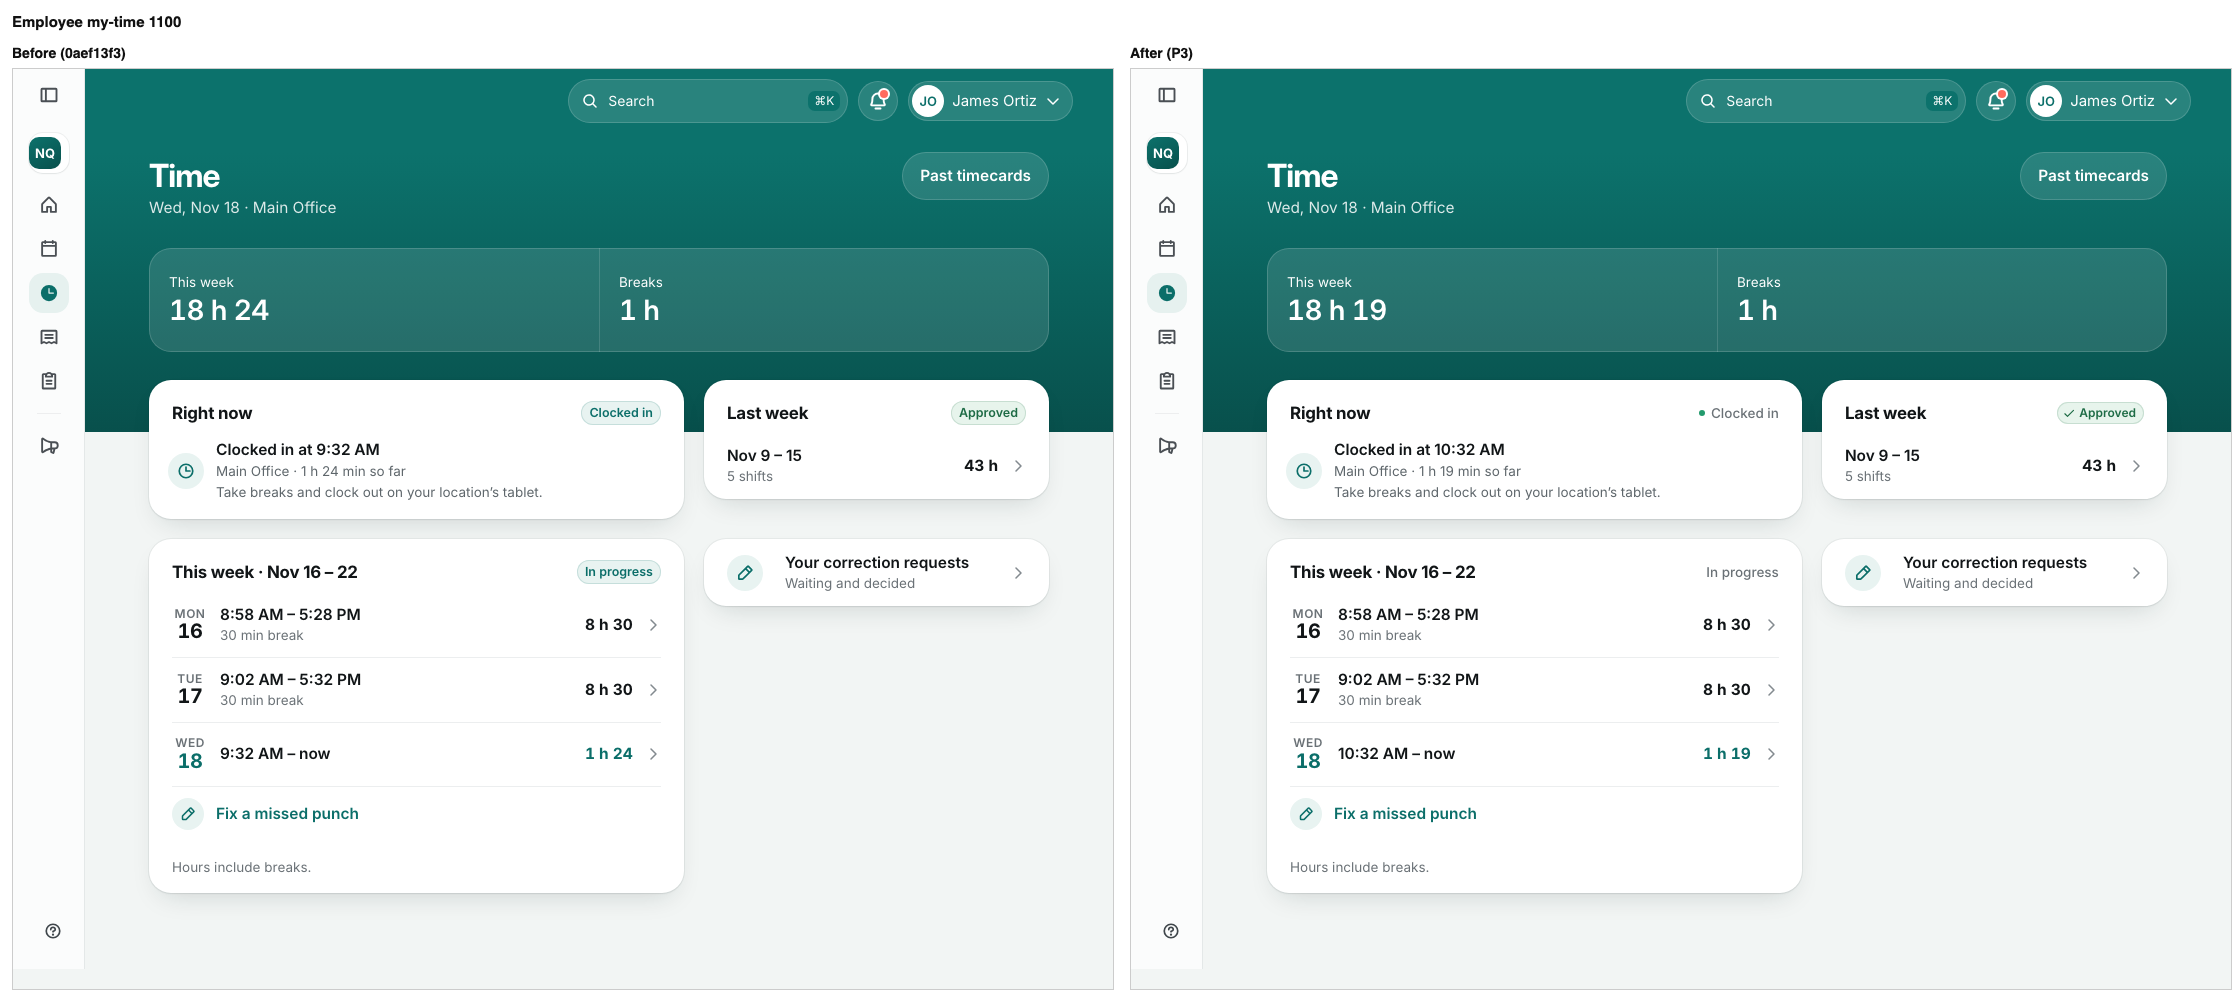 Employee my-time 1100
Before (0aef13f3)
Search
⌘K
JO
James Ortiz
NQ
Time
Wed, Nov 18 · Main Office
Past timecards
This week
18 h 24
Breaks
1 h
Right now
Clocked in
Clocked in at 9:32 AM
Main Office · 1 h 24 min so far
Take breaks and clock out on your location’s tablet.
Last week
Approved
Nov 9 – 15
5 shifts
43 h
This week · Nov 16 – 22
In progress
MON
16
8:58 AM – 5:28 PM
30 min break
8 h 30
TUE
17
9:02 AM – 5:32 PM
30 min break
8 h 30
WED
18
9:32 AM – now
1 h 24
Fix a missed punch
Hours include breaks.
Your correction requests
Waiting and decided
After (P3)
Search
⌘K
JO
James Ortiz
NQ
Time
Wed, Nov 18 · Main Office
Past timecards
This week
18 h 19
Breaks
1 h
Right now
Clocked in
Clocked in at 10:32 AM
Main Office · 1 h 19 min so far
Take breaks and clock out on your location’s tablet.
Last week
Approved
Nov 9 – 15
5 shifts
43 h
This week · Nov 16 – 22
In progress
MON
16
8:58 AM – 5:28 PM
30 min break
8 h 30
TUE
17
9:02 AM – 5:32 PM
30 min break
8 h 30
WED
18
10:32 AM – now
1 h 19
Fix a missed punch
Hours include breaks.
Your correction requests
Waiting and decided